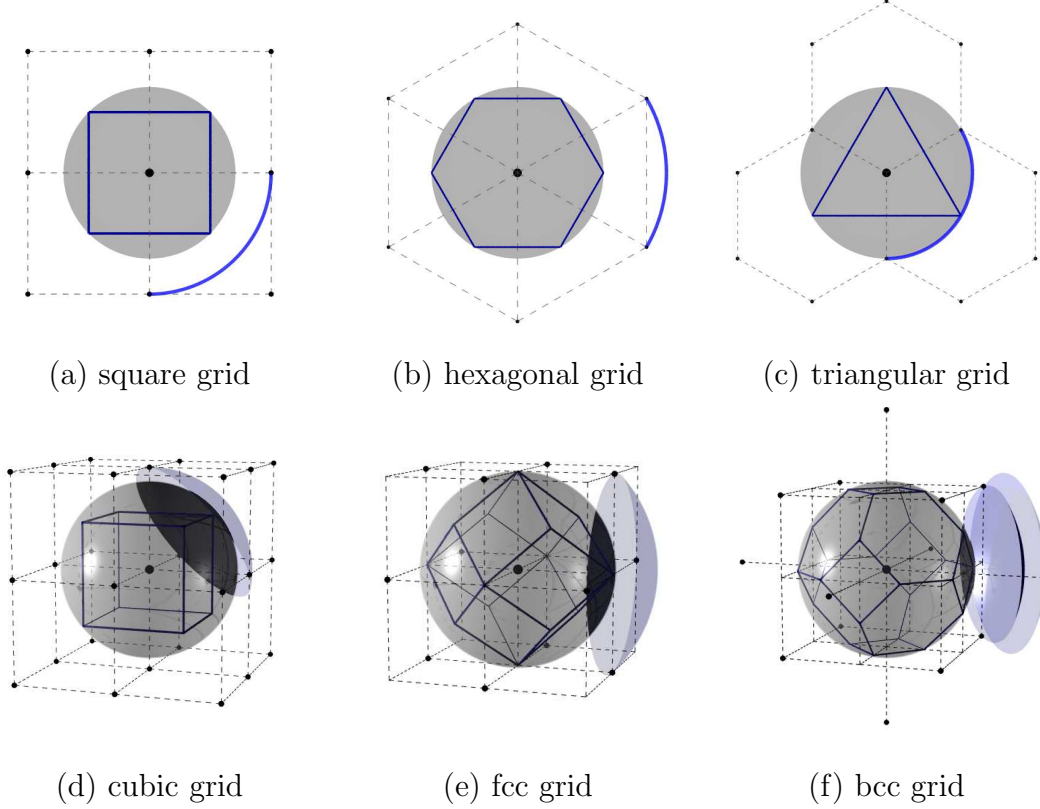 (a) square grid
(b) hexagonal grid
(c) triangular grid
(d) cubic grid
(e) fcc grid
(f) bcc grid